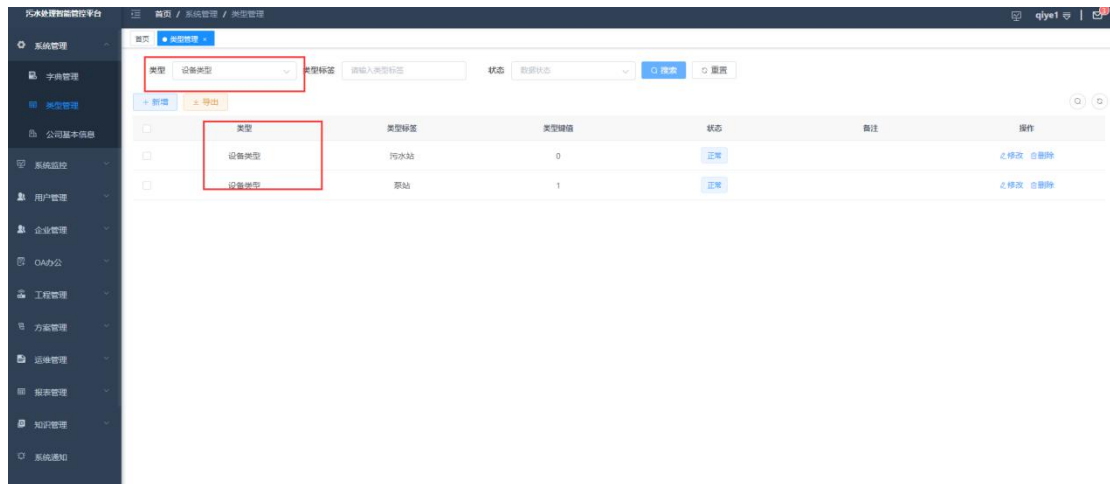 污水处理智能管控平台
首页 / 系统管理 / 类型管理
qiye1
系统管理
字典管理
类型管理
公司基本信息
系统监控
用户管理
企业管理
OA办公
工程管理
方案管理
运维管理
报表管理
知识管理
系统通知
首页 类型管理 ×
类型 设备类型 类型标签 请输入类型标签 状态 数据状态 搜索 重置
+ 新增 导出
类型 类型标签 类型键值 状态 备注 操作
设备类型 污水站 0 正常 修改 删除
设备类型 泵站 1 正常 修改 删除